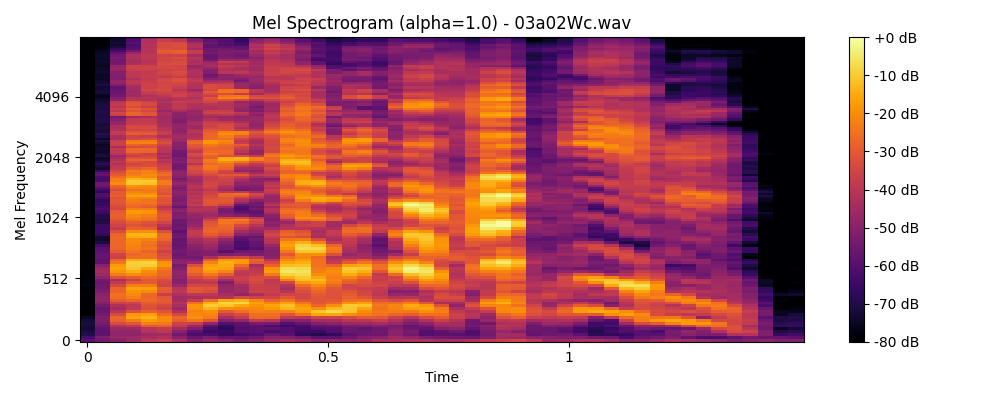 Mel Spectrogram (alpha=1.0) - 03a02Wc.wav
Mel Frequency
4096
2048
1024
512
0
0
0.5
1
Time
+0 dB
-10 dB
-20 dB
-30 dB
-40 dB
-50 dB
-60 dB
-70 dB
-80 dB